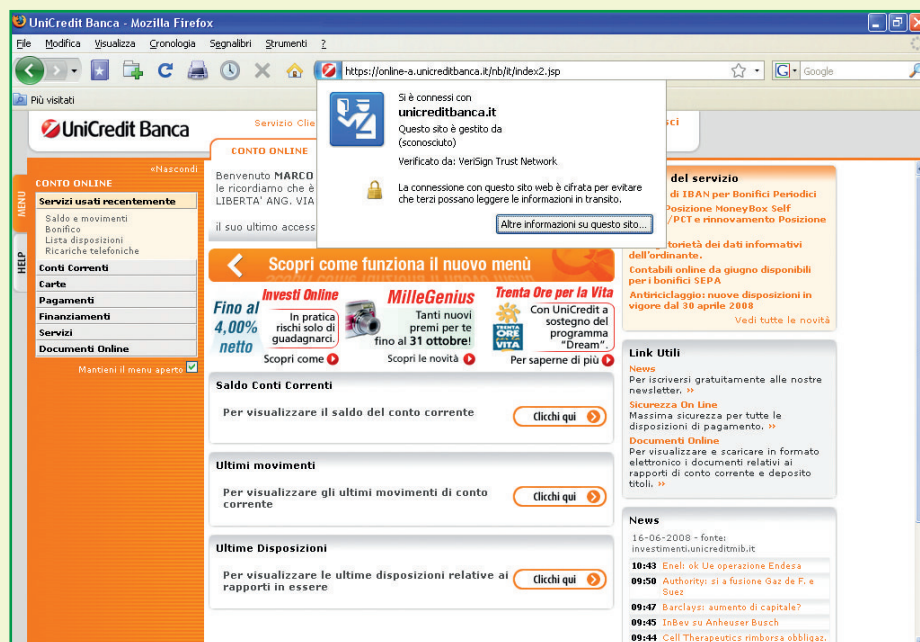 UniCredit Banca - Mozilla Firefox
File Modifica Visualizza Cronologia Segnalibri Strumenti ?
https://online-a.unicreditbanca.it/nb/it/index2.jsp
Google
Più visitati
UniCredit Banca
Servizio Clie
sci
«Nascondi
CONTO ONLINE
Servizi usati recentemente
Saldo e movimenti
Bonifico
Lista disposizioni
Ricariche telefoniche
Conti Correnti
Carte
Pagamenti
Finanziamenti
Servizi
Documenti Online
Mantieni il menu aperto
MENU
HELP
CONTO ONLINE
Benvenuto MARCO
le ricordiamo che è
LIBERTA' ANG. VIA
il suo ultimo access
Si è connessi con
unicreditbanca.it
Questo sito è gestito da
(sconosciuto)
Verificato da: VeriSign Trust Network
La connessione con questo sito web è cifrata per evitare
che terzi possano leggere le informazioni in transito.
Altre informazioni su questo sito...
Scopri come funziona il nuovo menù
Fino al
4,00%
netto
Investi Online
In pratica
rischi solo di
guadagnarci.
Scopri come
MilleGenius
Tanti nuovi
premi per te
fino al 31 ottobre!
Scopri le novità
Trenta Ore per la Vita
TRENTA
ORE
VITA
Con UniCredit a
sostegno del
programma
"Dream".
Per saperne di più
Saldo Conti Correnti
Per visualizzare il saldo del conto corrente
Clicchi qui
Ultimi movimenti
Per visualizzare gli ultimi movimenti di conto
corrente
Clicchi qui
Ultime Disposizioni
Per visualizzare le ultime disposizioni relative ai
rapporti in essere
Clicchi qui
del servizio
di IBAN per Bonifici Periodici
Posizione MoneyBox Self
/PCT e rinnovamento Posizione
torietà dei dati informativi
dell'ordinante.
Contabili online da giugno disponibili
per i bonifici SEPA
Antiriciclaggio: nuove disposizioni in
vigore dal 30 aprile 2008
Vedi tutte le novità
Link Utili
News
Per iscriversi gratuitamente alle nostre
newsletter. »
Sicurezza On Line
Massima sicurezza per tutte le
disposizioni di pagamento. »
Documenti Online
Per visualizzare e scaricare in formato
elettronico i documenti relativi ai
rapporti di conto corrente e deposito
titoli. »
News
16-06-2008 - fonte:
investimenti.unicreditmib.it
10:43 Enel: ok Ue operazione Endesa
09:50 Authority: si a fusione Gaz de F. e
Suez
09:47 Barclays: aumento di capitale?
09:45 InBev su Anheuser Busch
09:44 Cell Therapeutics rimborsa obbligaz.